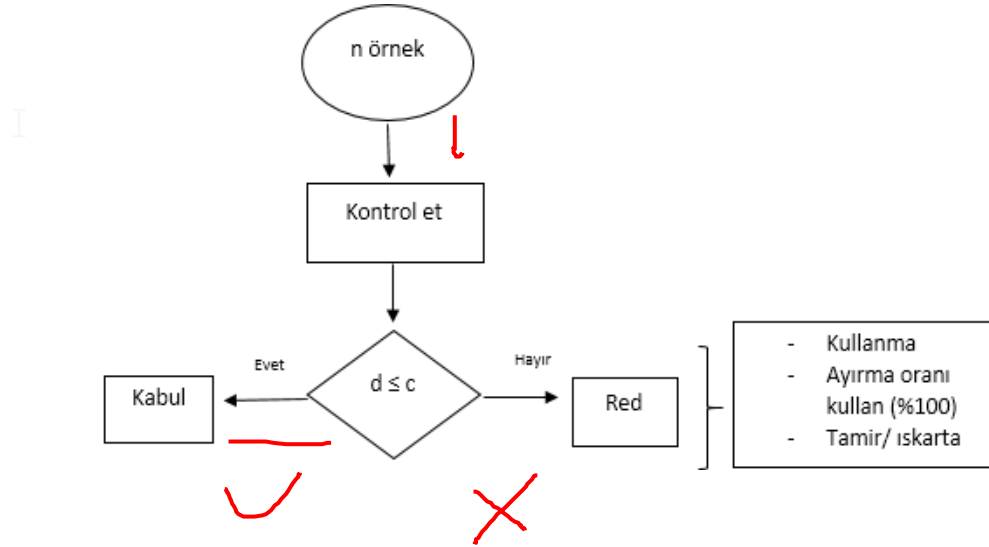 n örnek
Kontrol et
Evet
d ≤ c
Hayır
Kabul
Red
- Kullanma
- Ayırma oranı
kullan (%100)
- Tamir/ ıskarta